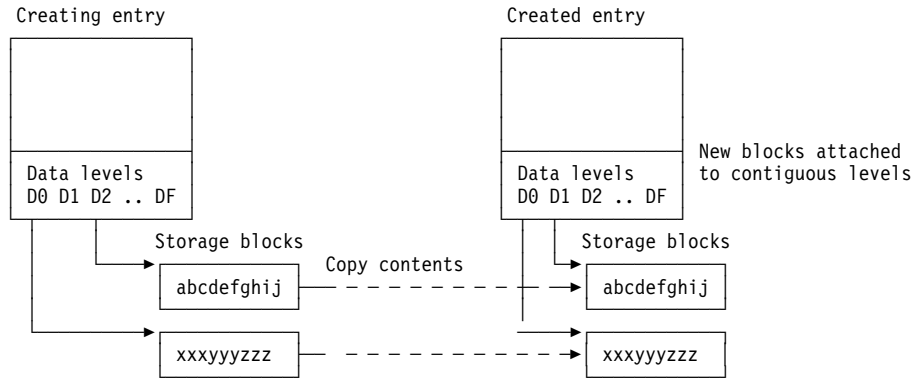 Creating entry
Created entry
Data levels
D0 D1 D2 .. DF
Data levels
D0 D1 D2 .. DF
New blocks attached
to contiguous levels
Storage blocks
Storage blocks
Copy contents
abcdefghij
abcdefghij
xxxyyyzzz
xxxyyyzzz